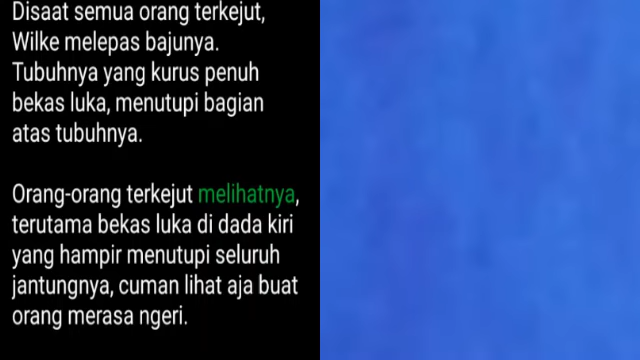 Disaat semua orang terkejut,
Wilke melepas bajunya.
Tubuhnya yang kurus penuh
bekas luka, menutupi bagian
atas tubuhnya.
Orang-orang terkejut melihatnya,
terutama bekas luka di dada kiri
yang hampir menutupi seluruh
jantungnya, cuman lihat aja buat
orang merasa ngeri.